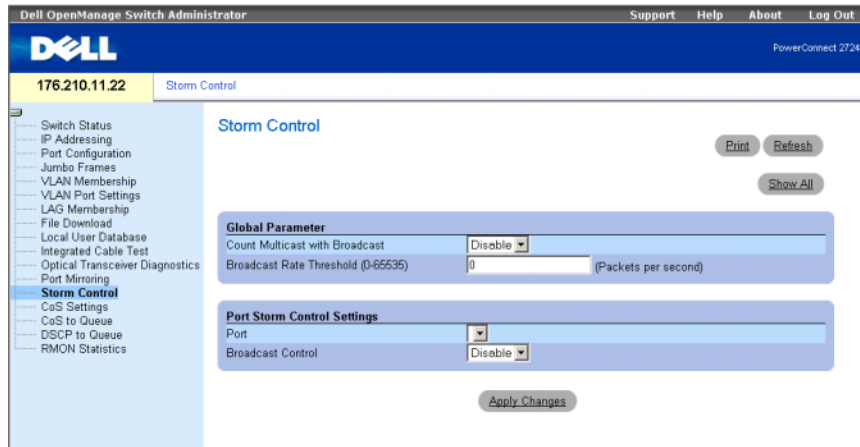 Dell OpenManage Switch Administrator Support Help About Log Out
DELL
PowerConnect 2724
176.210.11.22 Storm Control
Switch Status
IP Addressing
Port Configuration
Jumbo Frames
VLAN Membership
VLAN Port Settings
LAG Membership
File Download
Local User Database
Integrated Cable Test
Optical Transceiver Diagnostics
Port Mirroring
Storm Control
CoS Settings
CoS to Queue
DSCP to Queue
RMON Statistics
Storm Control
Print Refresh
Show All
Global Parameter
Count Multicast with Broadcast Disable
Broadcast Rate Threshold (0-65535) 0 (Packets per second)
Port Storm Control Settings
Port
Broadcast Control Disable
Apply Changes